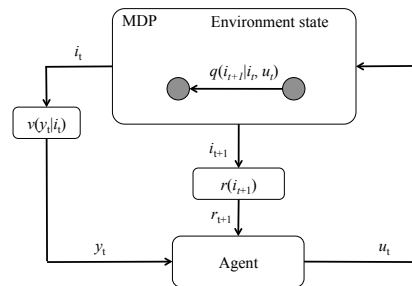 MDP Environment state
q(i_{t+1}|i_t, u_t)
i_t
v(y_t|i_t)
i_{t+1}
r(i_{t+1})
r_{t+1}
y_t
Agent
u_t